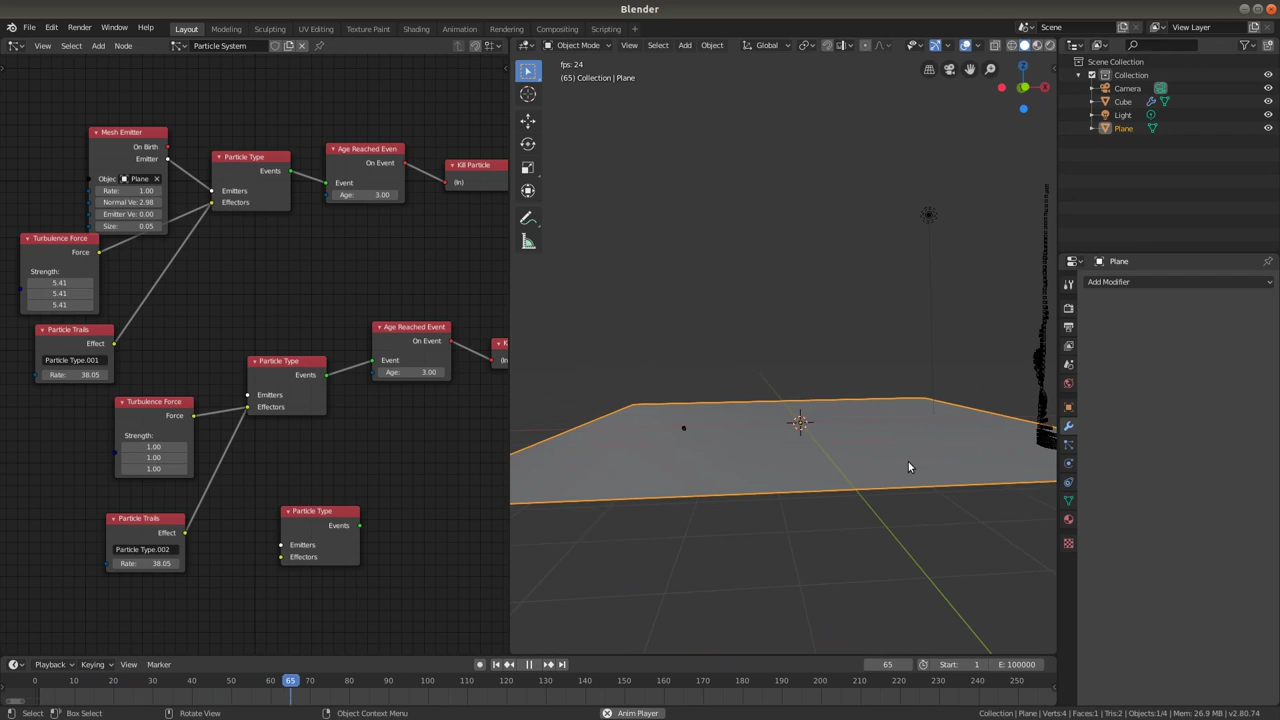 Blender
File Edit Render Window Help
Layout Modeling Sculpting UV Editing Texture Paint Shading Animation Rendering Compositing Scripting
Scene
View Layer
View Select Add Node
Particle System
Object Mode
View Select Add Object
Global
fps: 24
(65) Collection | Plane
Z
X
Scene Collection
Collection
Camera
Cube
Light
Plane
Plane
Add Modifier
Mesh Emitter
On Birth
Emitter
Objec Plane
Rate: 1.00
Normal Ve: 2.98
Emitter Ve: 0.00
Size: 0.05
Particle Type
Events
Emitters
Effectors
Age Reached Even
On Event
Event
Age: 3.00
Kill Particle
(In)
Turbulence Force
Force
Strength:
5.41
5.41
5.41
Particle Trails
Effect
Particle Type.001
Rate: 38.05
Particle Type
Events
Emitters
Effectors
Age Reached Event
On Event
Event
Age: 3.00
K
(In
Turbulence Force
Force
Strength:
1.00
1.00
1.00
Particle Trails
Effect
Particle Type.002
Rate: 38.05
Particle Type
Events
Emitters
Effectors
Playback Keying View Marker
65
Start: 1
E: 100000
0 10 20 30 40 50 60 65 70 80 90 100 110 120 130 140 150 160 170 180 190 200 210 220 230 240 250
Select Box Select Rotate View Object Context Menu Anim Player
Collection | Plane | Verts:4 | Faces:1 | Tris:2 | Objects:1/4 | Mem: 26.9 MB | v2.80.74